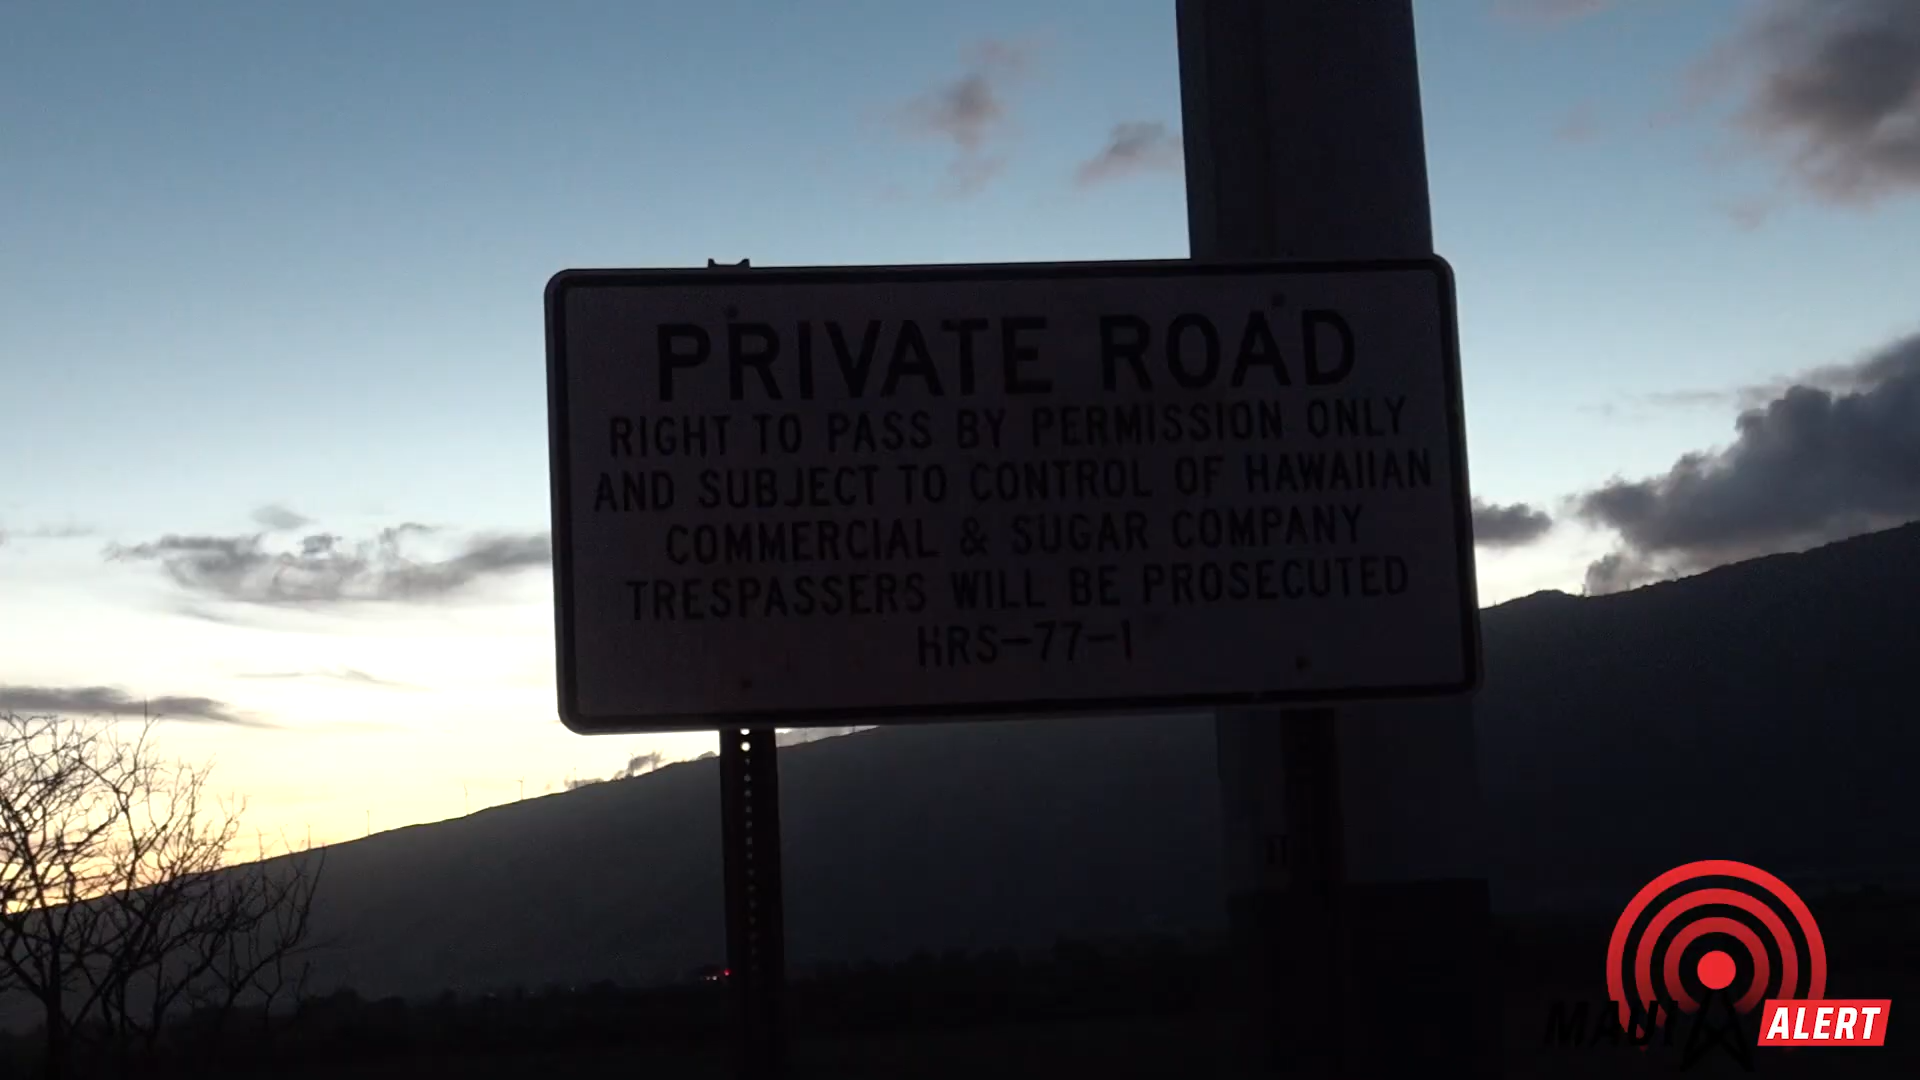 PRIVATE ROAD
RIGHT TO PASS BY PERMISSION ONLY
AND SUBJECT TO CONTROL OF HAWAIIAN
COMMERCIAL & SUGAR COMPANY
TRESPASSERS WILL BE PROSECUTED
HRS-77-1
MAUI ALERT